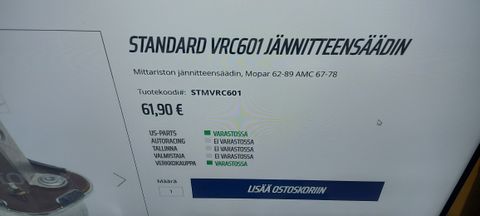 STANDARD VRC601 JÄNNITTEENSÄÄDIN
Mittariston jännitteensäädin, Mopar 62-89 AMC 67-78
Tuotekoodi#: STMVRC601
61,90 €
US-PARTS VARASTOSSA
AUTORACING EI VARASTOSSA
TALLINNA EI VARASTOSSA
VALMISTAJA EI VARASTOSSA
VERKKOKAUPPA VARASTOSSA
Määrä
1
LISÄÄ OSTOSKORIIN